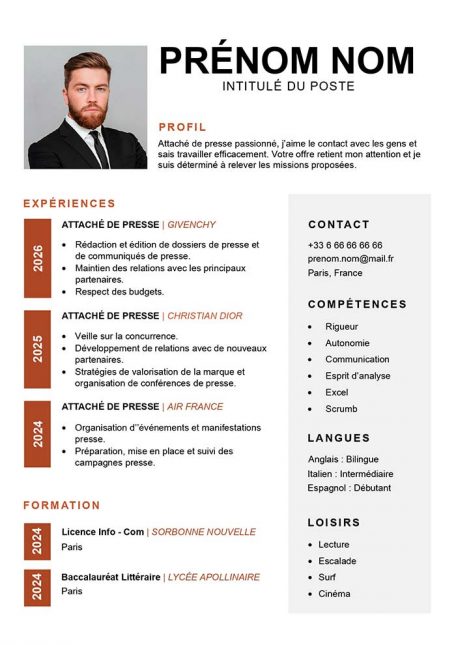 PRÉNOM NOM
INTITULÉ DU POSTE
PROFIL
Attaché de presse passionné, j'aime le contact avec les gens et
sais travailler efficacement. Votre offre retient mon attention et je
suis déterminé à relever les missions proposées.
EXPÉRIENCES
2026
ATTACHÉ DE PRESSE | GIVENCHY
• Rédaction et édition de dossiers de presse et
de communiqués de presse.
• Maintien des relations avec les principaux
partenaires.
• Respect des budgets.
2025
ATTACHÉ DE PRESSE | CHRISTIAN DIOR
• Veille sur la concurrence.
• Développement de relations avec de nouveaux
partenaires.
• Stratégies de valorisation de la marque et
organisation de conférences de presse.
2024
ATTACHÉ DE PRESSE | AIR FRANCE
• Organisation d''événements et manifestations
presse.
• Préparation, mise en place et suivi des
campagnes presse.
FORMATION
2024
Licence Info - Com | SORBONNE NOUVELLE
Paris
2024
Baccalauréat Littéraire | LYCÉE APOLLINAIRE
Paris
CONTACT
+33 6 66 66 66 66
prenom.nom@mail.fr
Paris, France
COMPÉTENCES
• Rigueur
• Autonomie
• Communication
• Esprit d'analyse
• Excel
• Scrumb
LANGUES
Anglais : Bilingue
Italien : Intermédiaire
Espagnol : Débutant
LOISIRS
• Lecture
• Escalade
• Surf
• Cinéma